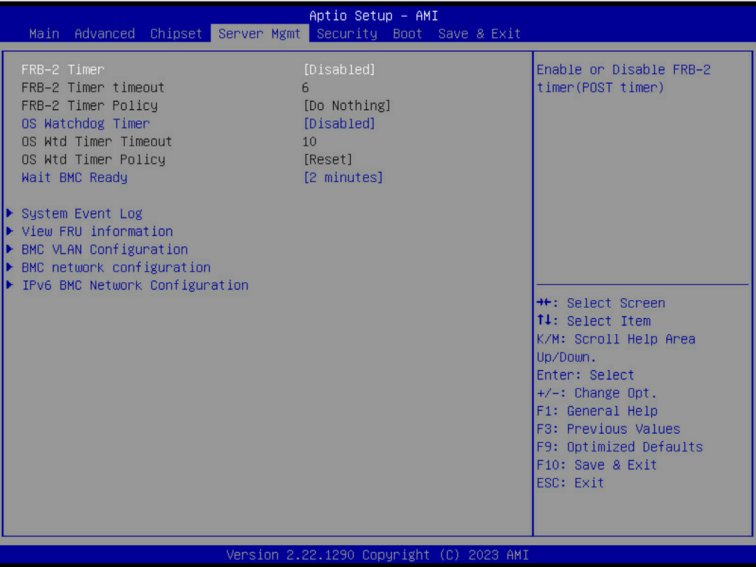 Aptio Setup – AMI
Main Advanced Chipset Server Mgmt Security Boot Save & Exit
FRB-2 Timer [Disabled]
FRB-2 Timer timeout 6
FRB-2 Timer Policy [Do Nothing]
OS Watchdog Timer [Disabled]
OS Wtd Timer Timeout 10
OS Wtd Timer Policy [Reset]
Wait BMC Ready [2 minutes]
System Event Log
View FRU information
BMC VLAN Configuration
BMC network configuration
IPv6 BMC Network Configuration
Enable or Disable FRB-2
timer(POST timer)
→←: Select Screen
↑↓: Select Item
K/M: Scroll Help Area
Up/Down.
Enter: Select
+/-: Change Opt.
F1: General Help
F3: Previous Values
F9: Optimized Defaults
F10: Save & Exit
ESC: Exit
Version 2.22.1290 Copyright (C) 2023 AMI